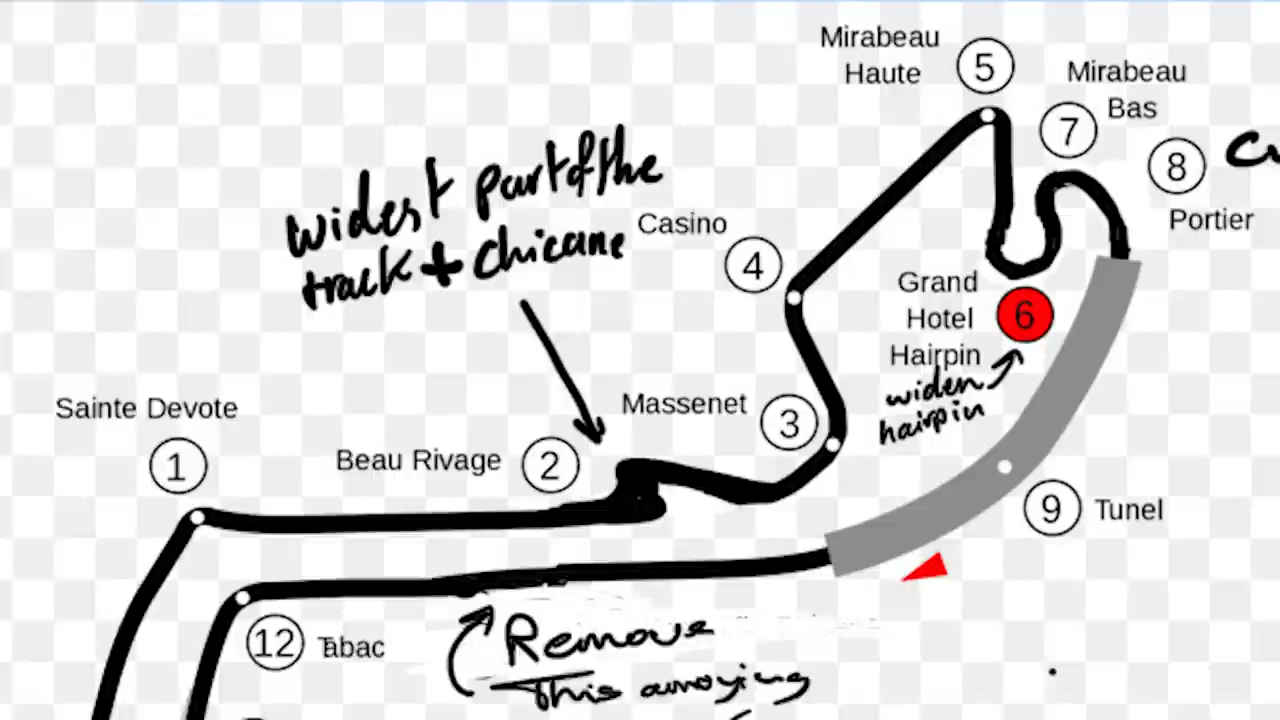 Mirabeau
Haute
5
Mirabeau
Bas
7
8
Portier
widest part of the
track + chicane
Casino
4
Grand
Hotel
Hairpin
6
widen
hairpin
Sainte Devote
1
Beau Rivage
2
Massenet
3
9
Tunel
12
Tabac
Remove
This annoying